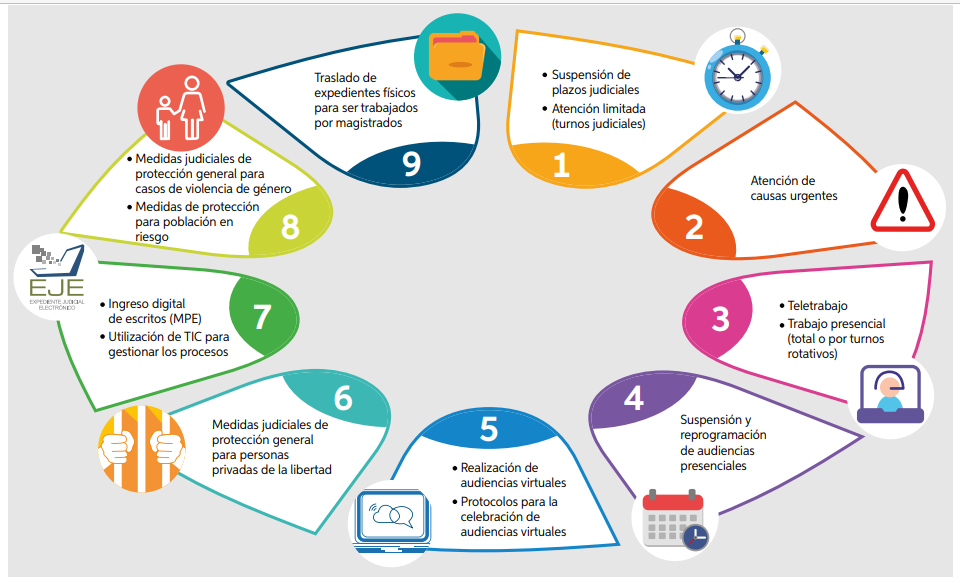 • Suspensión de
plazos judiciales
• Atención limitada
(turnos judiciales)
1
Atención de
causas urgentes
2
• Teletrabajo
• Trabajo presencial
(total o por turnos
rotativos)
3
Suspensión y
reprogramación
de audiencias
presenciales
4
• Realización de
audiencias virtuales
• Protocolos para la
celebración de
audiencias virtuales
5
Medidas judiciales de
protección general
para personas
privadas de la libertad
6
• Ingreso digital
de escritos (MPE)
• Utilización de TIC para
gestionar los procesos
7
EJE
EXPEDIENTE JUDICIAL
ELECTRÓNICO
• Medidas judiciales de
protección general para
casos de violencia de género
• Medidas de protección
para población en
riesgo
8
Traslado de
expedientes físicos
para ser trabajados
por magistrados
9